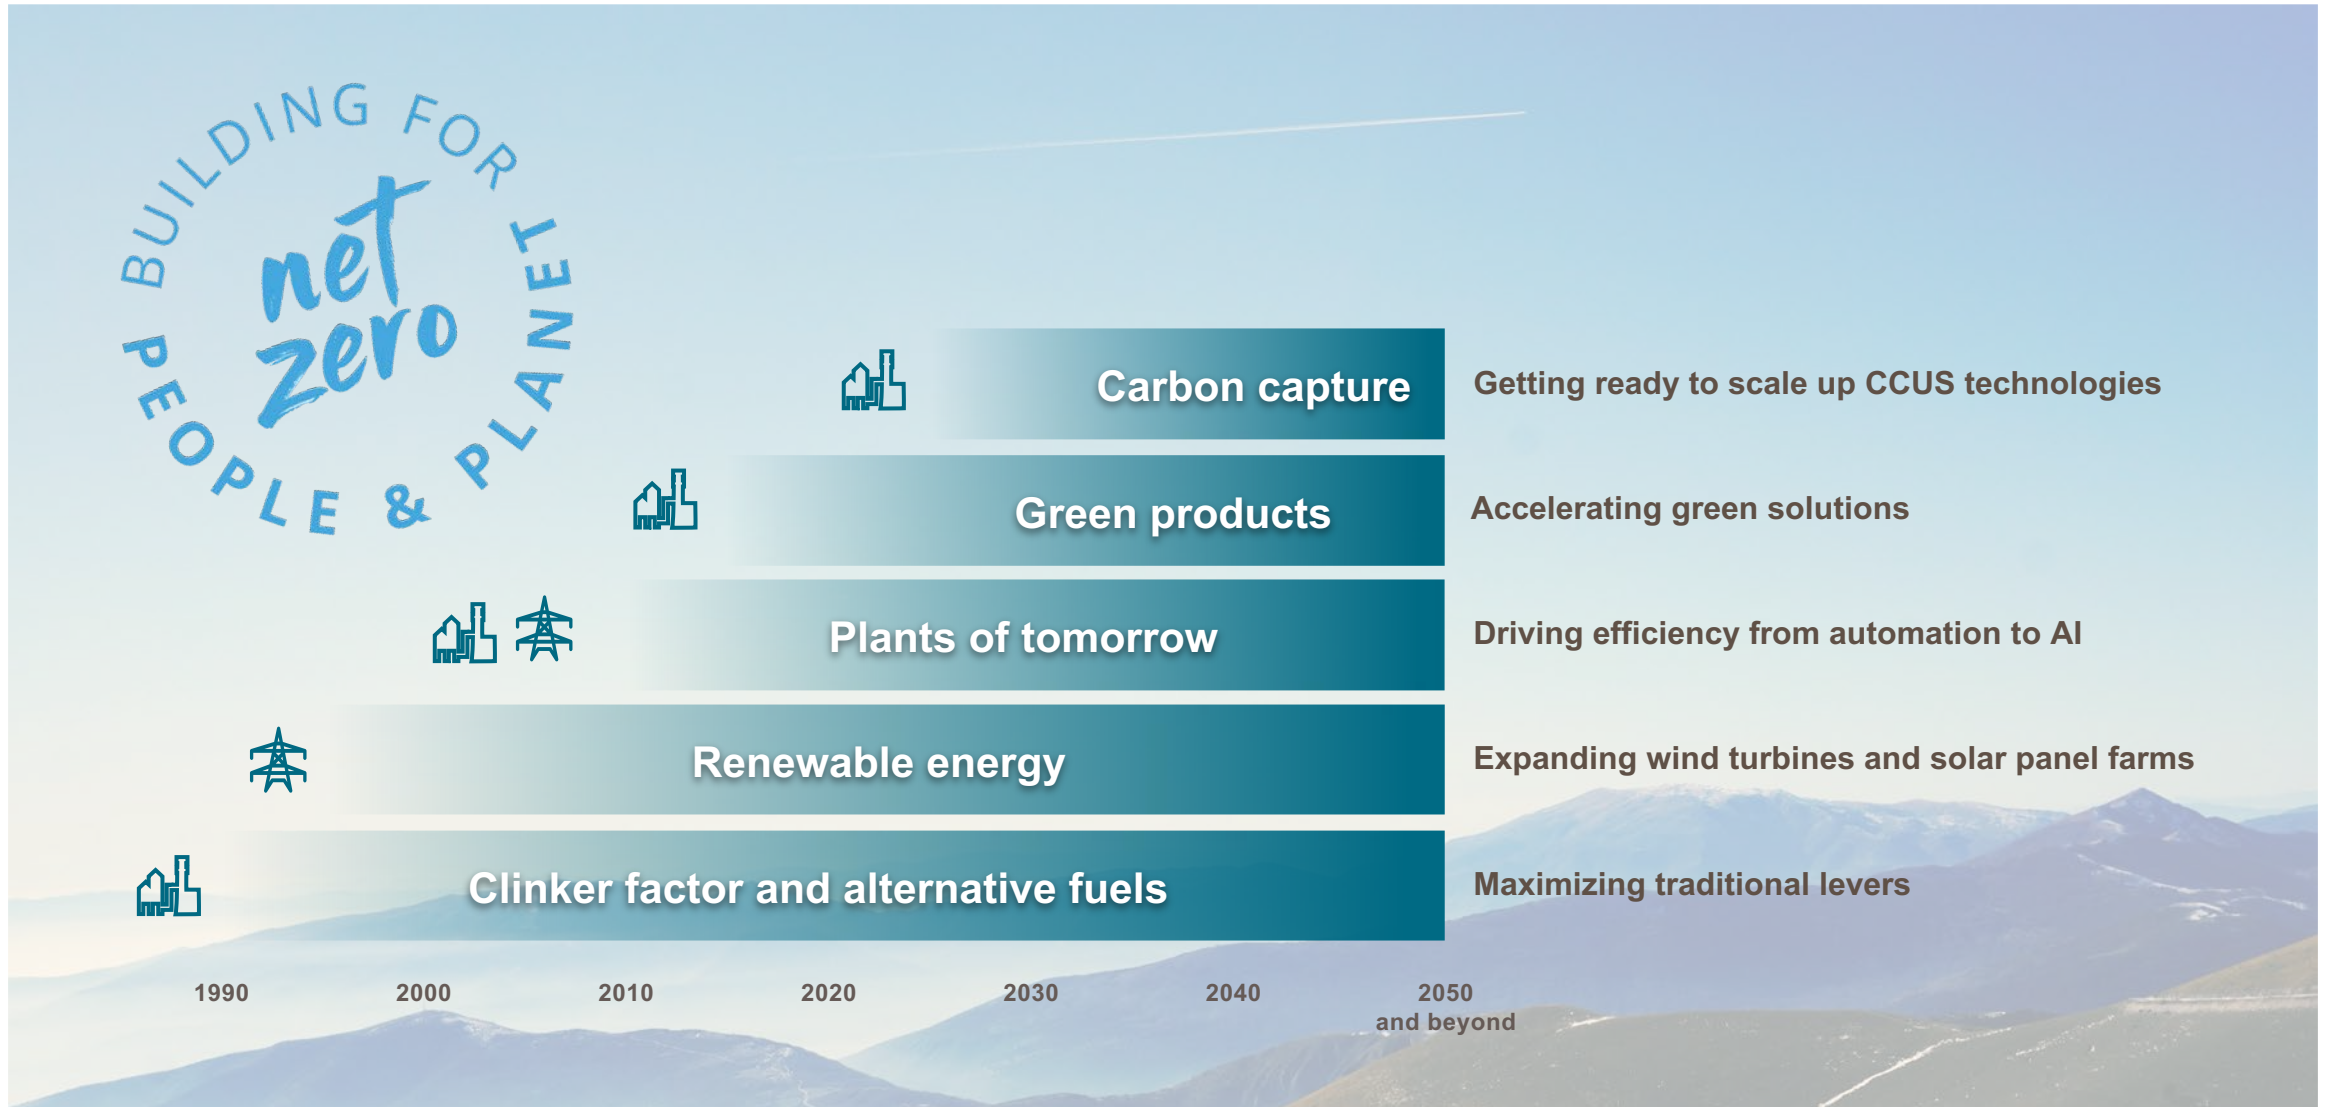 BUILDING FOR
PEOPLE & PLANET
net
zero
Carbon capture
Getting ready to scale up CCUS technologies
Green products
Accelerating green solutions
Plants of tomorrow
Driving efficiency from automation to AI
Renewable energy
Expanding wind turbines and solar panel farms
Clinker factor and alternative fuels
Maximizing traditional levers
1990 2000 2010 2020 2030 2040 2050
and beyond